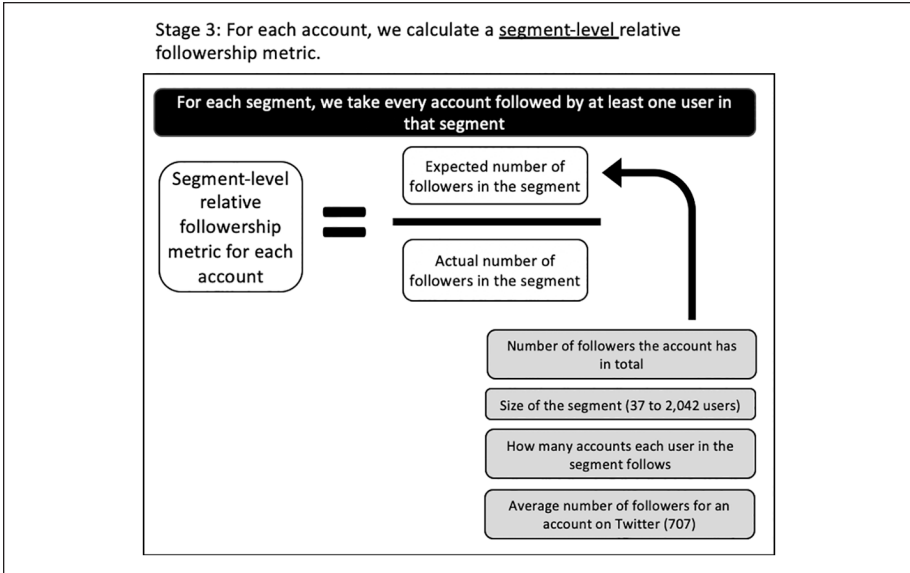 Stage 3: For each account, we calculate a segment-level relative
followership metric.
For each segment, we take every account followed by at least one user in
that segment
Segment-level
relative
followership
metric for each
account
=
Expected number of
followers in the segment
Actual number of
followers in the segment
Number of followers the account has
in total
Size of the segment (37 to 2,042 users)
How many accounts each user in the
segment follows
Average number of followers for an
account on Twitter (707)